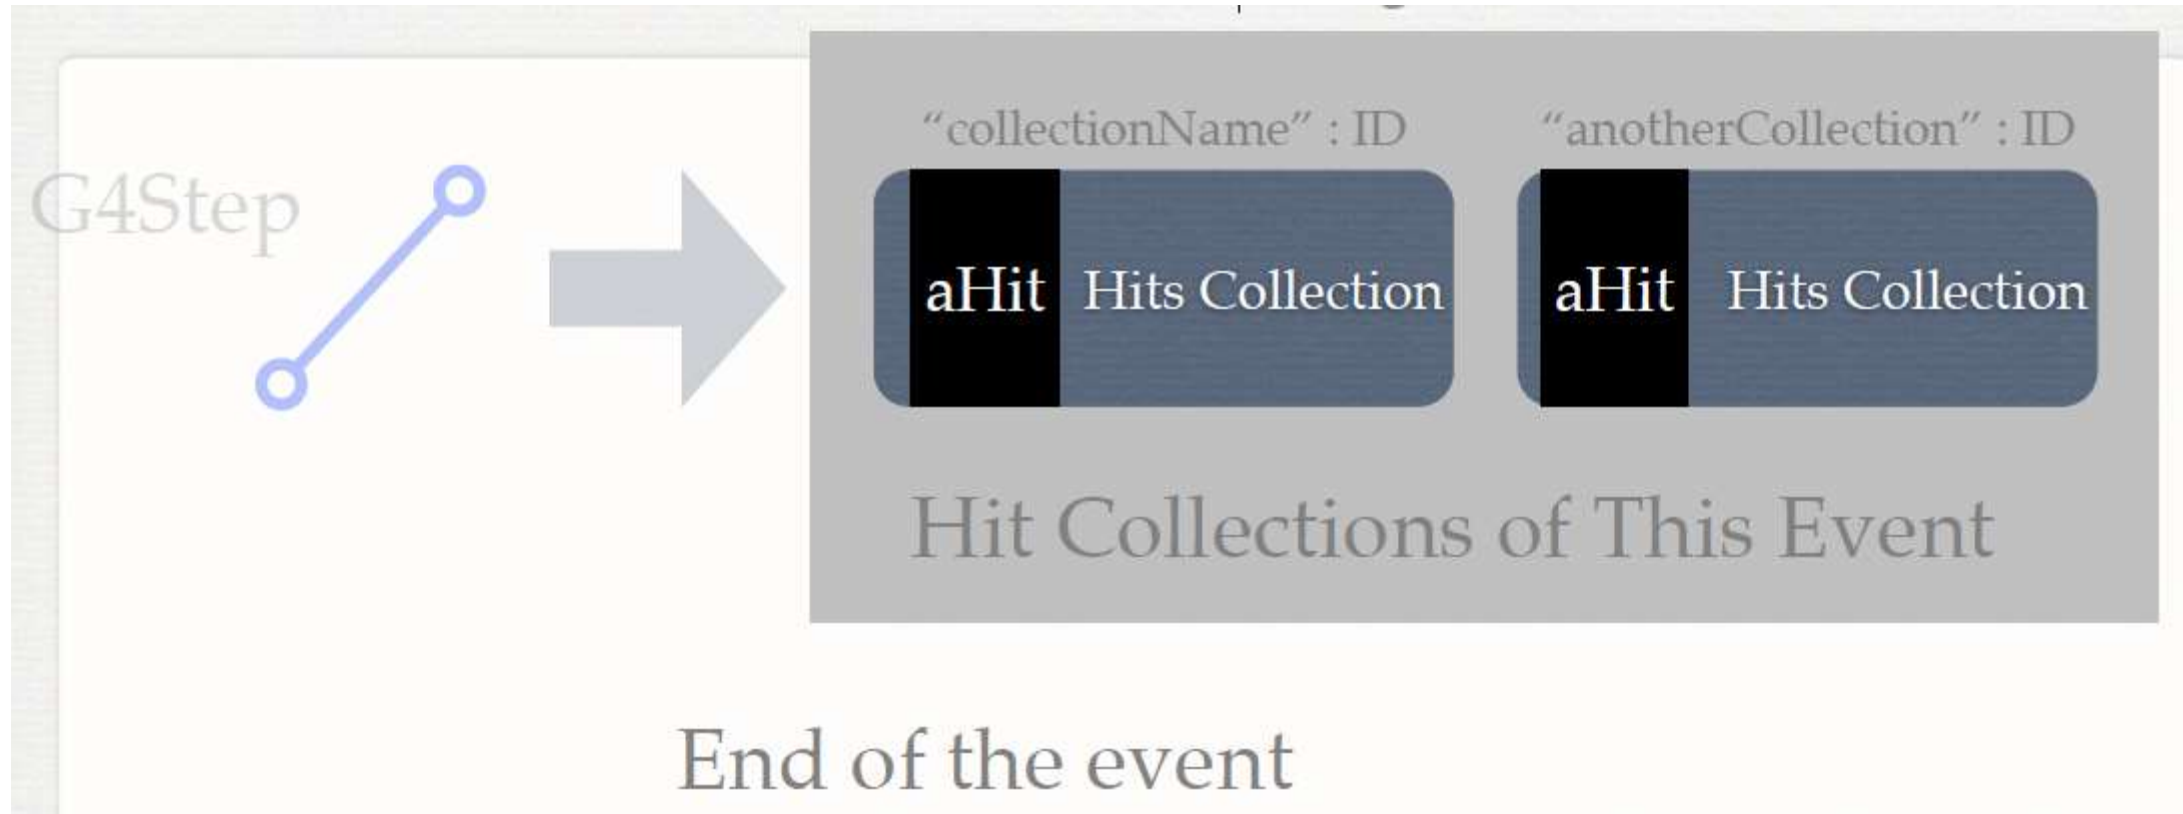 “collectionName” : ID
“anotherCollection” : ID
G4Step
aHit
Hits Collection
aHit
Hits Collection
Hit Collections of This Event
End of the event